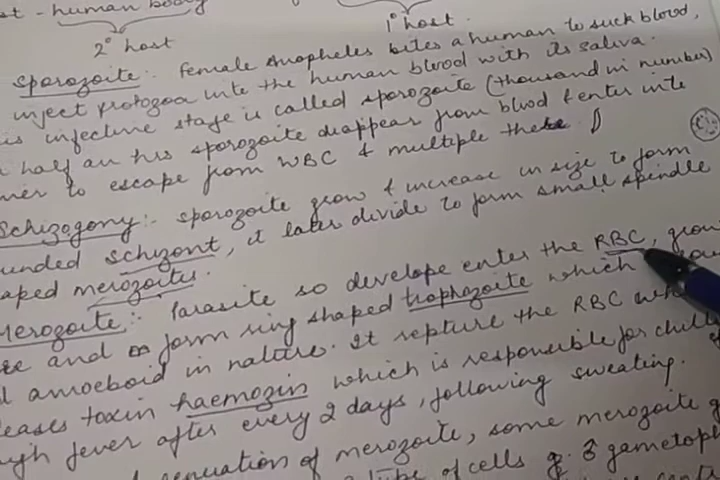 human body
2° host
1° host.
Sporozoite:- female anopheles bites a human to suck blood,
inject protozoa into the human blood with its saliva.
is infective stage is called sporozoite (thousand in number)
half an hrs sporozoite disappear from blood & enter into
to escape from WBC & multiple there
Schizogony:- sporozoite grow & increase in size to form
unded schizont, it later divide to form small spindle
aped merozoites.
Merozoite:- Parasite so develope enters the RBC, grow
and form ring shaped trophozoite which
amoeboid in nature. It repture the RBC
eases toxin haemozin which is responsible for chill
gh fever after every 2 days, following sweating.
of merozoite, some merozoite
of cells